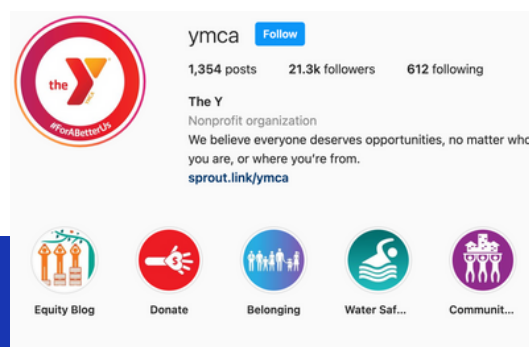 ymca Follow
1,354 posts 21.3k followers 612 following
the
#ForABetterUs
The Y
Nonprofit organization
We believe everyone deserves opportunities, no matter who
you are, or where you're from.
sprout.link/ymca
Equity Blog Donate Belonging Water Saf... Communit...